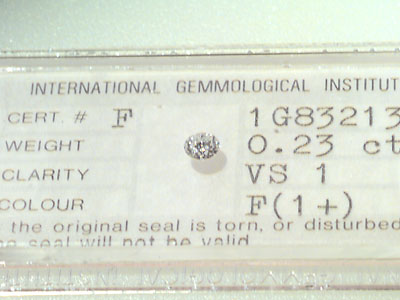 INTERNATIONAL GEMMOLOGICAL INSTITUT
CERT. # F 1G83213
WEIGHT 0.23 ct
CLARITY VS 1
COLOUR F(1+)
the original seal is torn, or disturbed
seal will not be valid